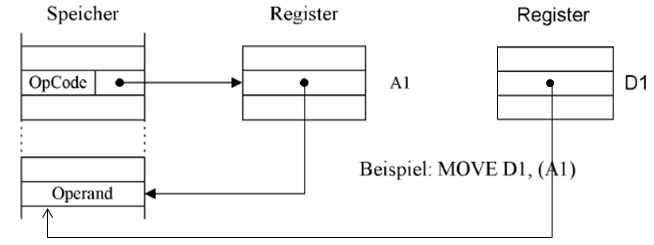 Speicher Register Register
OpCode A1 D1
Beispiel: MOVE D1, (A1)
Operand